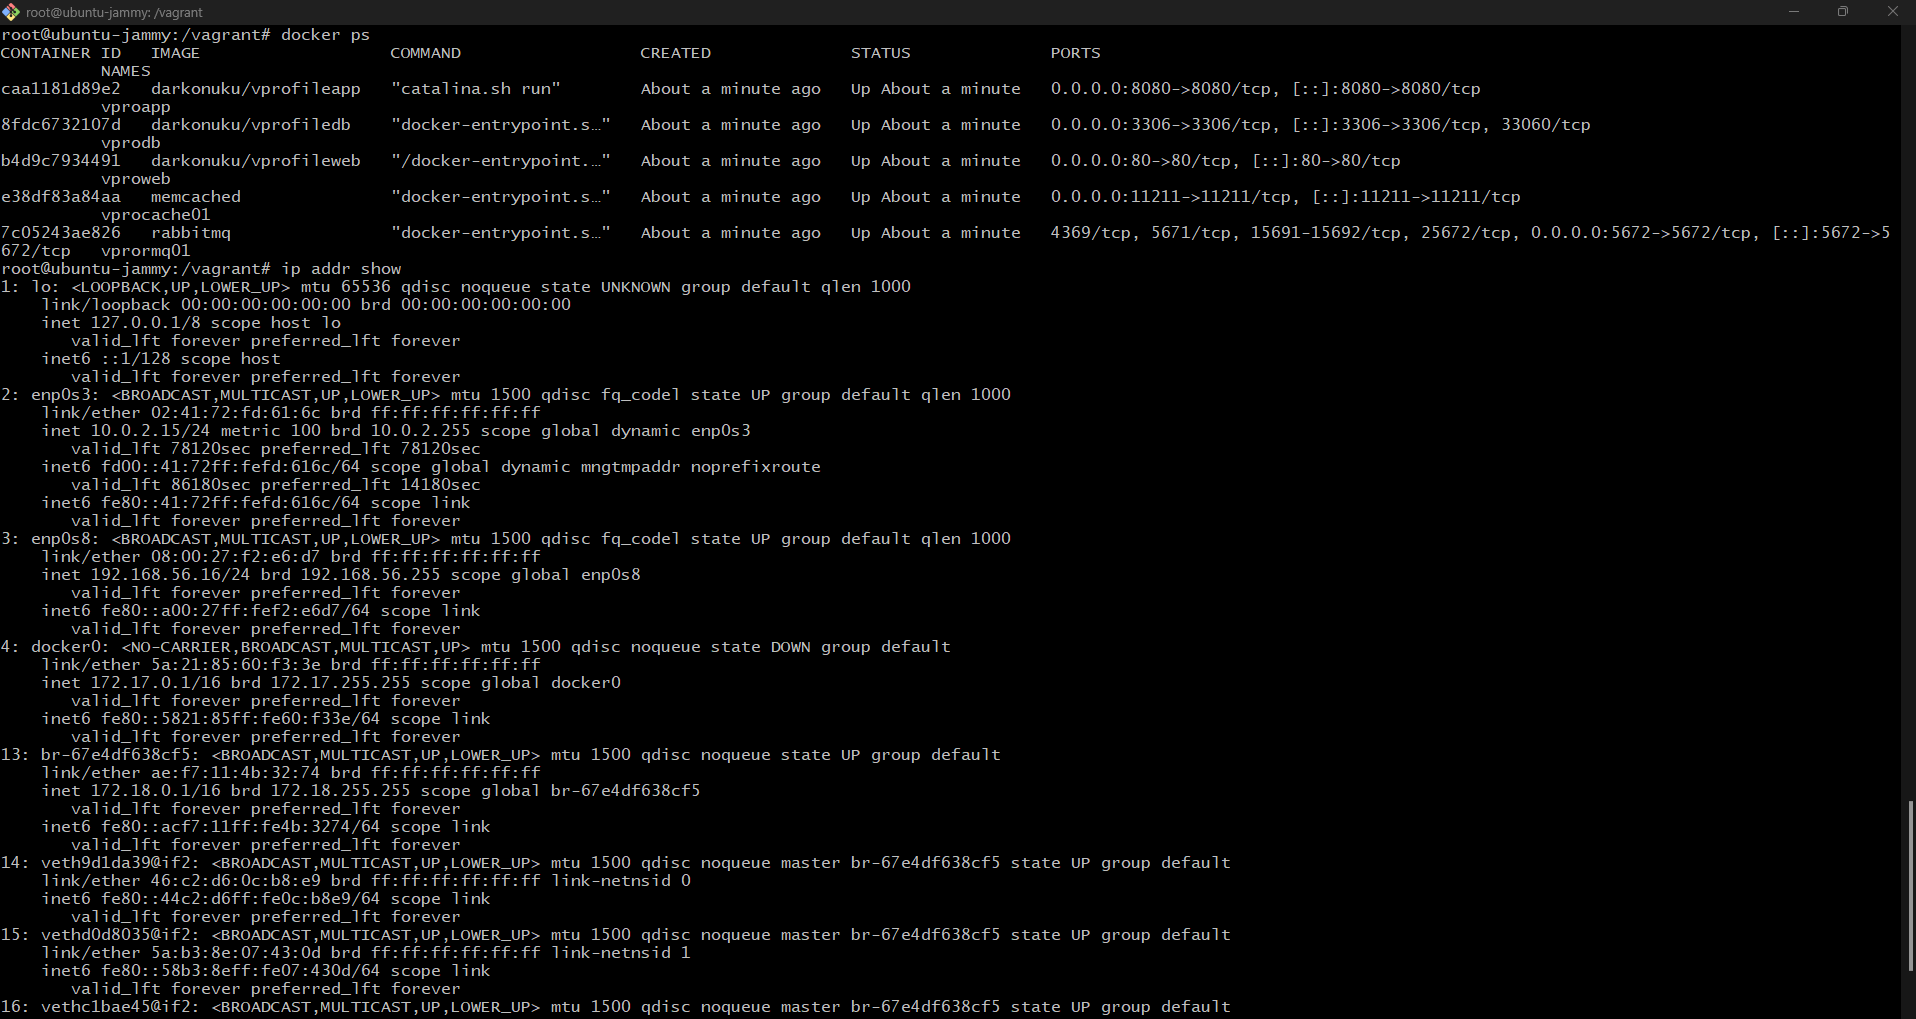 root@ubuntu-jammy: /vagrant
root@ubuntu-jammy:/vagrant# docker ps
CONTAINER ID   IMAGE                   COMMAND                  CREATED              STATUS              PORTS
          NAMES
caa1181d89e2   darkonuku/vprofileapp   "catalina.sh run"        About a minute ago   Up About a minute   0.0.0.0:8080->8080/tcp, [::]:8080->8080/tcp
          vproapp
8fdc6732107d   darkonuku/vprofiledb    "docker-entrypoint.s…"   About a minute ago   Up About a minute   0.0.0.0:3306->3306/tcp, [::]:3306->3306/tcp, 33060/tcp
          vprodb
b4d9c7934491   darkonuku/vprofileweb   "/docker-entrypoint.…"   About a minute ago   Up About a minute   0.0.0.0:80->80/tcp, [::]:80->80/tcp
          vproweb
e38df83a84aa   memcached               "docker-entrypoint.s…"   About a minute ago   Up About a minute   0.0.0.0:11211->11211/tcp, [::]:11211->11211/tcp
          vprocache01
7c05243ae826   rabbitmq                "docker-entrypoint.s…"   About a minute ago   Up About a minute   4369/tcp, 5671/tcp, 15691-15692/tcp, 25672/tcp, 0.0.0.0:5672->5672/tcp, [::]:5672->5
672/tcp   vprormq01
root@ubuntu-jammy:/vagrant# ip addr show
1: lo: <LOOPBACK,UP,LOWER_UP> mtu 65536 qdisc noqueue state UNKNOWN group default qlen 1000
    link/loopback 00:00:00:00:00:00 brd 00:00:00:00:00:00
    inet 127.0.0.1/8 scope host lo
       valid_lft forever preferred_lft forever
    inet6 ::1/128 scope host
       valid_lft forever preferred_lft forever
2: enp0s3: <BROADCAST,MULTICAST,UP,LOWER_UP> mtu 1500 qdisc fq_codel state UP group default qlen 1000
    link/ether 02:41:72:fd:61:6c brd ff:ff:ff:ff:ff:ff
    inet 10.0.2.15/24 metric 100 brd 10.0.2.255 scope global dynamic enp0s3
       valid_lft 78120sec preferred_lft 78120sec
    inet6 fd00::41:72ff:fefd:616c/64 scope global dynamic mngtmpaddr noprefixroute
       valid_lft 86180sec preferred_lft 14180sec
    inet6 fe80::41:72ff:fefd:616c/64 scope link
       valid_lft forever preferred_lft forever
3: enp0s8: <BROADCAST,MULTICAST,UP,LOWER_UP> mtu 1500 qdisc fq_codel state UP group default qlen 1000
    link/ether 08:00:27:f2:e6:d7 brd ff:ff:ff:ff:ff:ff
    inet 192.168.56.16/24 brd 192.168.56.255 scope global enp0s8
       valid_lft forever preferred_lft forever
    inet6 fe80::a00:27ff:fef2:e6d7/64 scope link
       valid_lft forever preferred_lft forever
4: docker0: <NO-CARRIER,BROADCAST,MULTICAST,UP> mtu 1500 qdisc noqueue state DOWN group default
    link/ether 5a:21:85:60:f3:3e brd ff:ff:ff:ff:ff:ff
    inet 172.17.0.1/16 brd 172.17.255.255 scope global docker0
       valid_lft forever preferred_lft forever
    inet6 fe80::5821:85ff:fe60:f33e/64 scope link
       valid_lft forever preferred_lft forever
13: br-67e4df638cf5: <BROADCAST,MULTICAST,UP,LOWER_UP> mtu 1500 qdisc noqueue state UP group default
    link/ether ae:f7:11:4b:32:74 brd ff:ff:ff:ff:ff:ff
    inet 172.18.0.1/16 brd 172.18.255.255 scope global br-67e4df638cf5
       valid_lft forever preferred_lft forever
    inet6 fe80::acf7:11ff:fe4b:3274/64 scope link
       valid_lft forever preferred_lft forever
14: veth9d1da39@if2: <BROADCAST,MULTICAST,UP,LOWER_UP> mtu 1500 qdisc noqueue master br-67e4df638cf5 state UP group default
    link/ether 46:c2:d6:0c:b8:e9 brd ff:ff:ff:ff:ff:ff link-netnsid 0
    inet6 fe80::44c2:d6ff:fe0c:b8e9/64 scope link
       valid_lft forever preferred_lft forever
15: vethd0d8035@if2: <BROADCAST,MULTICAST,UP,LOWER_UP> mtu 1500 qdisc noqueue master br-67e4df638cf5 state UP group default
    link/ether 5a:b3:8e:07:43:0d brd ff:ff:ff:ff:ff:ff link-netnsid 1
    inet6 fe80::58b3:8eff:fe07:430d/64 scope link
       valid_lft forever preferred_lft forever
16: vethc1bae45@if2: <BROADCAST,MULTICAST,UP,LOWER_UP> mtu 1500 qdisc noqueue master br-67e4df638cf5 state UP group default